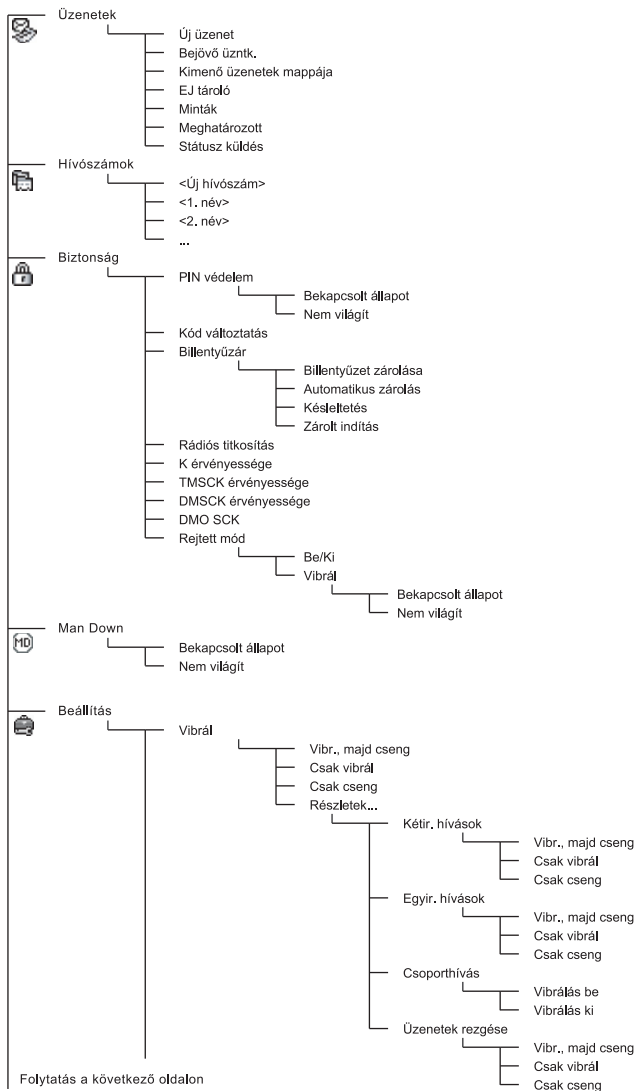 Üzenetek
Új üzenet
Bejövő üzntk.
Kimenő üzenetek mappája
EJ tároló
Minták
Meghatározott
Státusz küldés
Hívószámok
<Új hívószám>
<1. név>
<2. név>
...
Biztonság
PIN védelem
Bekapcsolt állapot
Nem világít
Kód változtatás
Billentyűzár
Billentyűzet zárolása
Automatikus zárolás
Késleltetés
Zárolt indítás
Rádiós titkosítás
K érvényessége
TMSCK érvényessége
DMSCK érvényessége
DMO SCK
Rejtett mód
Be/Ki
Vibrál
Bekapcsolt állapot
Nem világít
Man Down
MD
Bekapcsolt állapot
Nem világít
Beállítás
Vibrál
Vibr., majd cseng
Csak vibrál
Csak cseng
Részletek...
Kétir. hívások
Vibr., majd cseng
Csak vibrál
Csak cseng
Egyir. hívások
Vibr., majd cseng
Csak vibrál
Csak cseng
Csoporthívás
Vibrálás be
Vibrálás ki
Üzenetek rezgése
Vibr., majd cseng
Csak vibrál
Csak cseng
Folytatás a következő oldalon